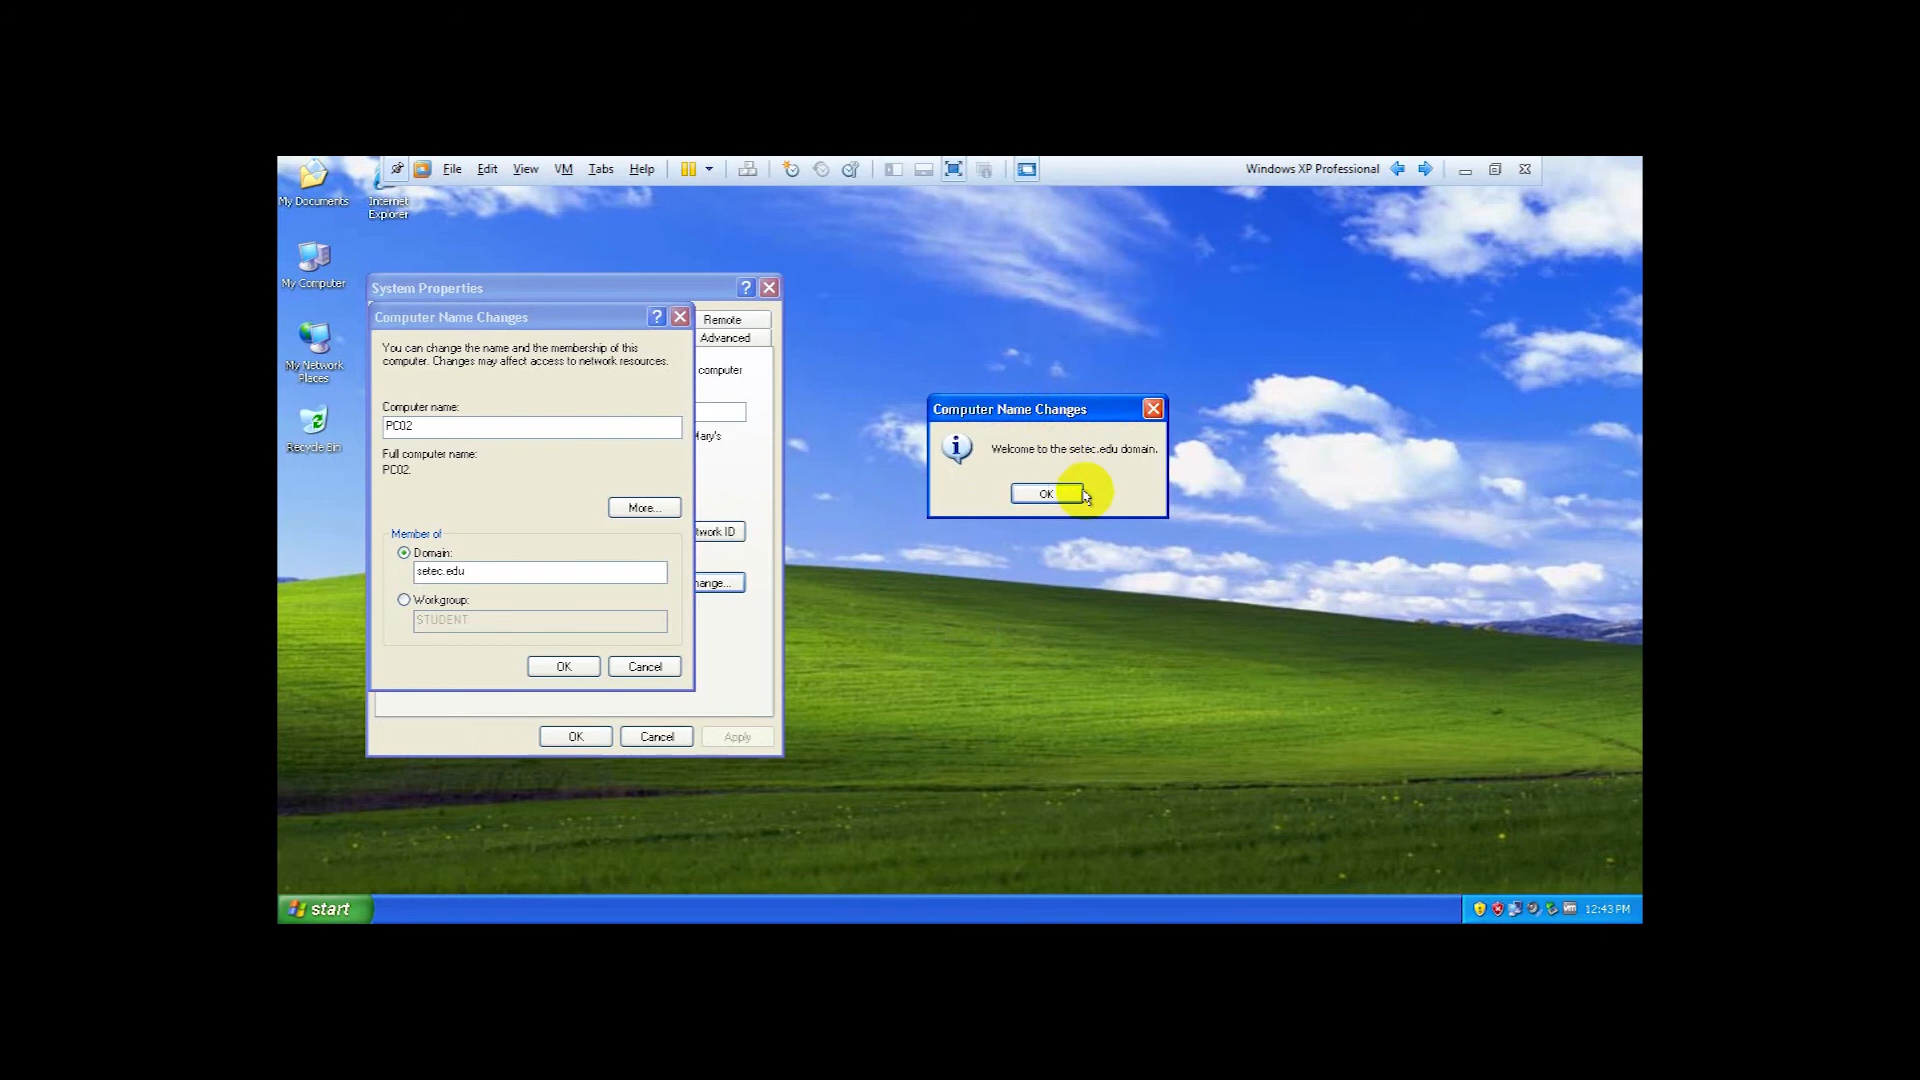 File Edit View VM Tabs Help
Windows XP Professional
My Documents
Internet
Explorer
My Computer
My Network
Places
Recycle Bin
System Properties
Remote
Advanced
computer
Mary's
Computer Name Changes
You can change the name and the membership of this
computer. Changes may affect access to network resources.
Computer name:
PC02
Full computer name:
PC02.
More...
Member of
Domain:
setec.edu
Workgroup:
STUDENT
OK Cancel
twork ID
hange...
OK Cancel Apply
Computer Name Changes
Welcome to the setec.edu domain.
OK
start
12:43 PM